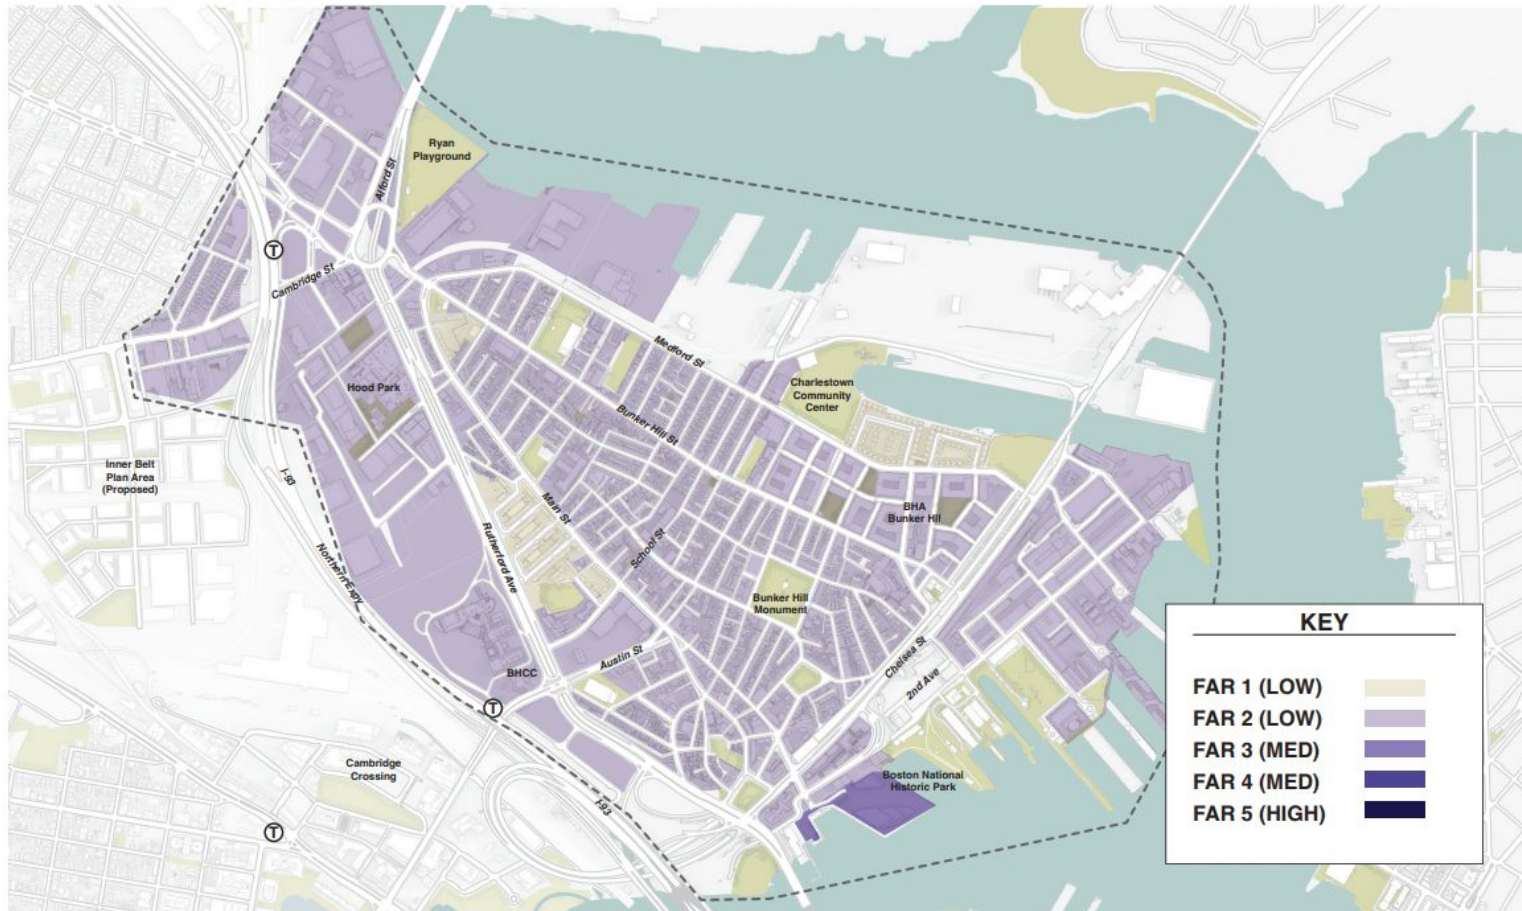 Ryan
Playground
Alford St
T
Cambridge St
Medford St
Hood Park
Charlestown
Community
Center
Bunker Hill St
Inner Belt
Plan Area
(Proposed)
I-93
Main St
BHA
Bunker Hill
Rutherford Ave
School St
Northern Expy
Bunker Hill
Monument
Austin St
Chelsea St
BHCC
2nd Ave
T
Cambridge
Crossing
Boston National
Historic Park
I-93
T
KEY
FAR 1 (LOW)
FAR 2 (LOW)
FAR 3 (MED)
FAR 4 (MED)
FAR 5 (HIGH)